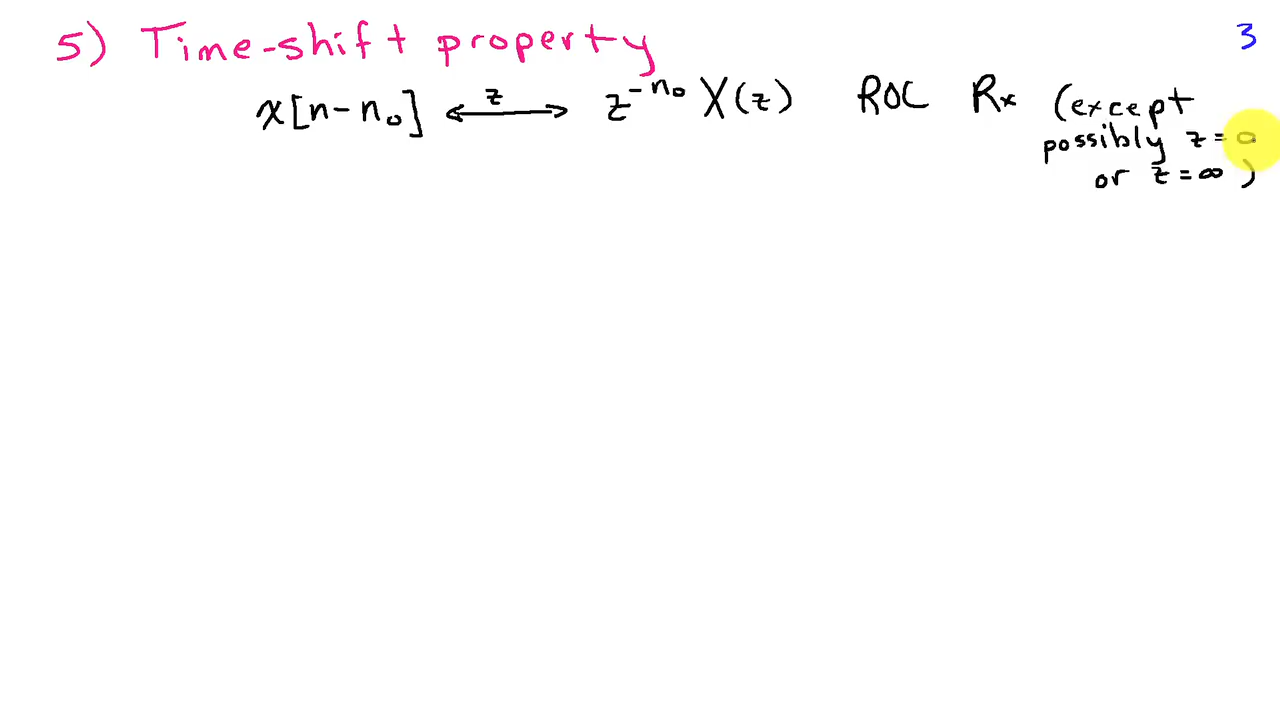 5) Time-shift property
3
x[n-n₀] ⟷ᶻ z⁻ⁿ⁰ X(z) ROC Rx (except
possibly z=0
or z=∞)